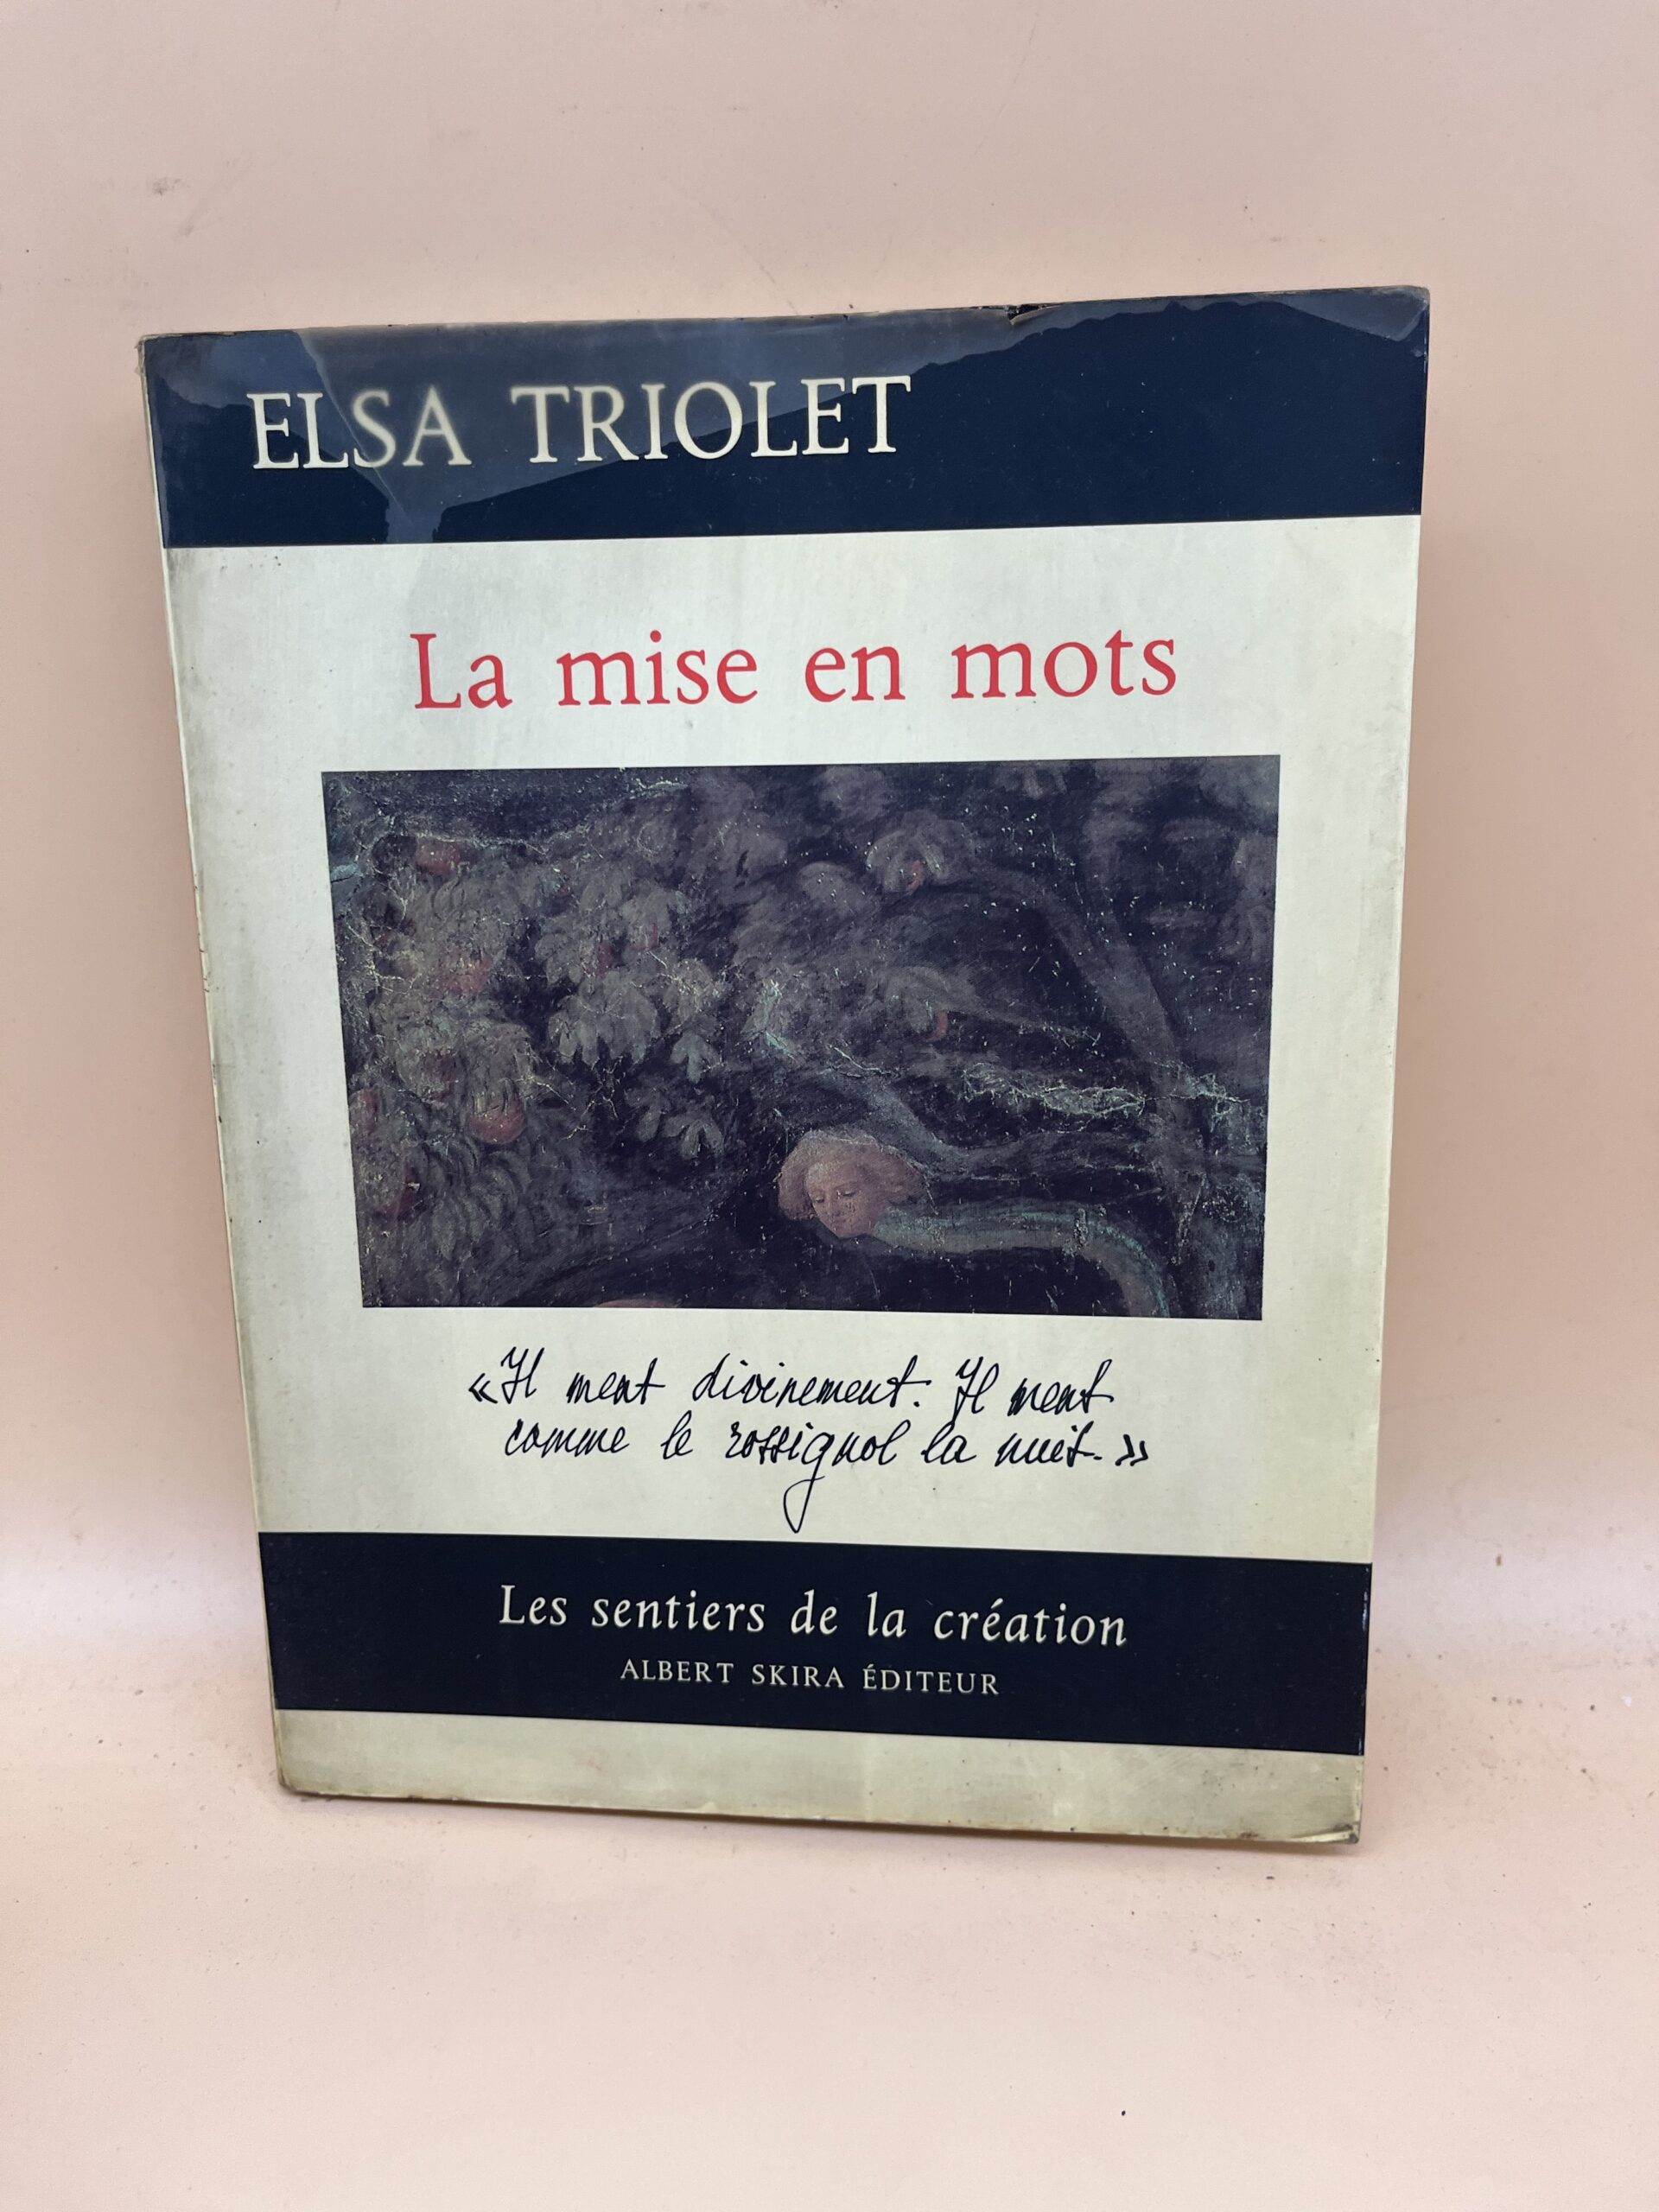 ELSA TRIOLET
La mise en mots
«Il ment divinement. Il ment
comme le rossignol la nuit.»
Les sentiers de la création
ALBERT SKIRA ÉDITEUR